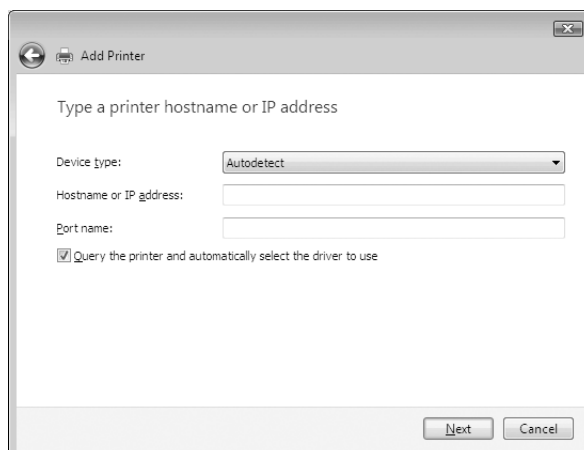 Add Printer
Type a printer hostname or IP address
Device type: Autodetect
Hostname or IP address:
Port name:
Query the printer and automatically select the driver to use
Next Cancel